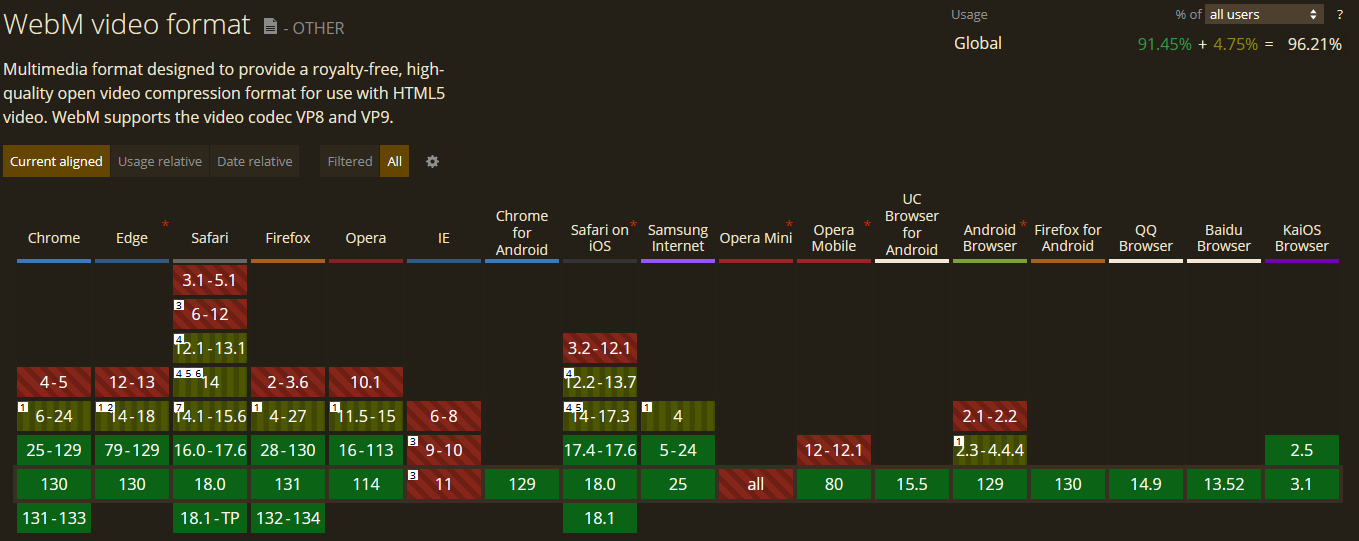 WebM video format - OTHER
Usage % of all users ?
Global 91.45% + 4.75% = 96.21%
Multimedia format designed to provide a royalty-free, high-
quality open video compression format for use with HTML5
video. WebM supports the video codec VP8 and VP9.
Current aligned Usage relative Date relative Filtered All
Chrome
Edge *
Safari
Firefox
Opera
IE
Chrome
for
Android
Safari on *
iOS
Samsung
Internet
Opera Mini *
Opera *
Mobile
UC
Browser
for
Android
Android *
Browser
Firefox for
Android
QQ
Browser
Baidu
Browser
KaiOS
Browser
3.1 - 5.1
3 6 - 12
4 12.1 - 13.1 3.2 - 12.1
4 - 5 12 - 13 4 5 6 14 2 - 3.6 10.1 4 12.2 - 13.7
1 6 - 24 1 2 14 - 18 7 14.1 - 15.6 1 4 - 27 1 11.5 - 15 6 - 8 4 5 14 - 17.3 1 4 2.1 - 2.2
25 - 129 79 - 129 16.0 - 17.6 28 - 130 16 - 113 3 9 - 10 17.4 - 17.6 5 - 24 12 - 12.1 1 2.3 - 4.4.4 2.5
130 130 18.0 131 114 3 11 129 18.0 25 all 80 15.5 129 130 14.9 13.52 3.1
131 - 133 18.1 - TP 132 - 134 18.1